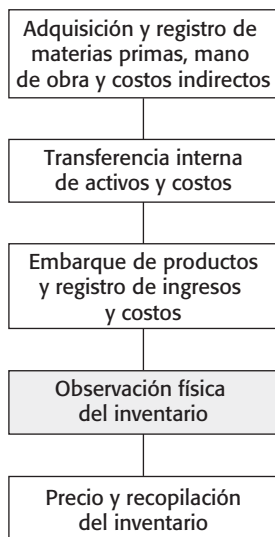 Adquisición y registro de
materias primas, mano
de obra y costos indirectos
Transferencia interna
de activos y costos
Embarque de productos
y registro de ingresos
y costos
Observación física
del inventario
Precio y recopilación
del inventario